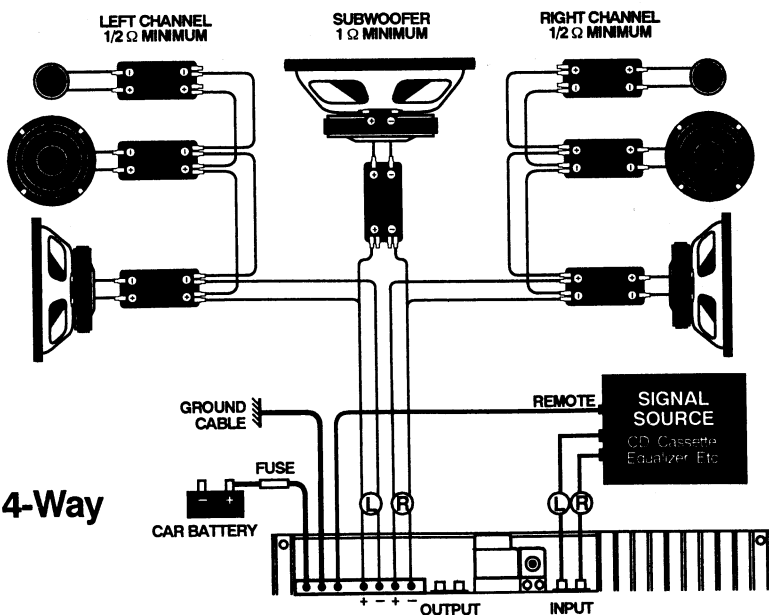 LEFT CHANNEL
1/2 Ω MINIMUM
SUBWOOFER
1 Ω MINIMUM
RIGHT CHANNEL
1/2 Ω MINIMUM
GROUND
CABLE
REMOTE
SIGNAL
SOURCE
CD Cassette
Equalizer Etc
FUSE
4-Way
CAR BATTERY
L
R
L
R
+ - + -
OUTPUT
INPUT